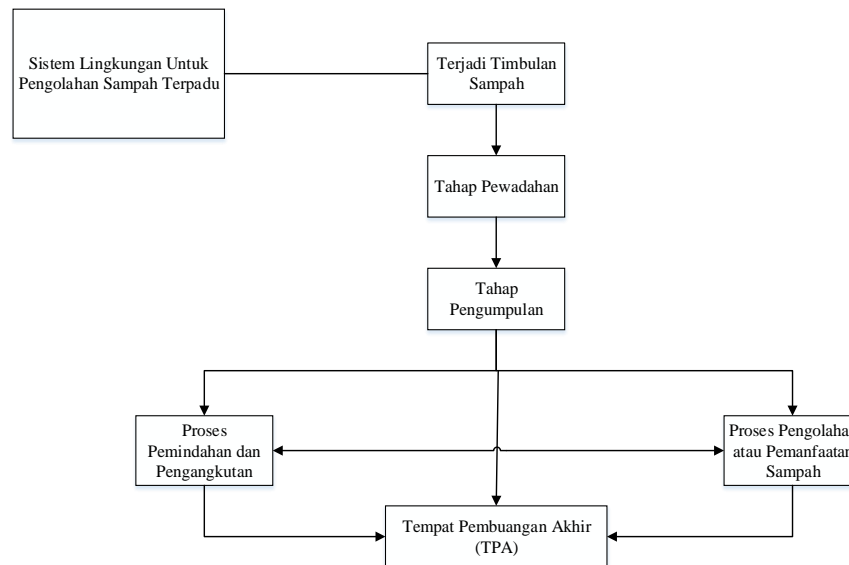 Sistem Lingkungan Untuk
Pengolahan Sampah Terpadu
Terjadi Timbulan
Sampah
Tahap Pewadahan
Tahap
Pengumpulan
Proses
Pemindahan dan
Pengangkutan
Proses Pengolaha
atau Pemanfaatan
Sampah
Tempat Pembuangan Akhir
(TPA)